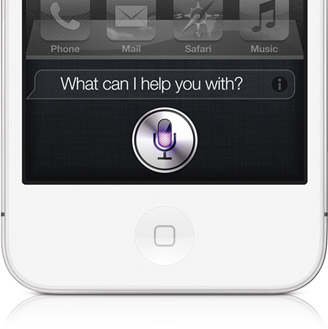 Phone Mail Safari Music
What can I help you with?
i